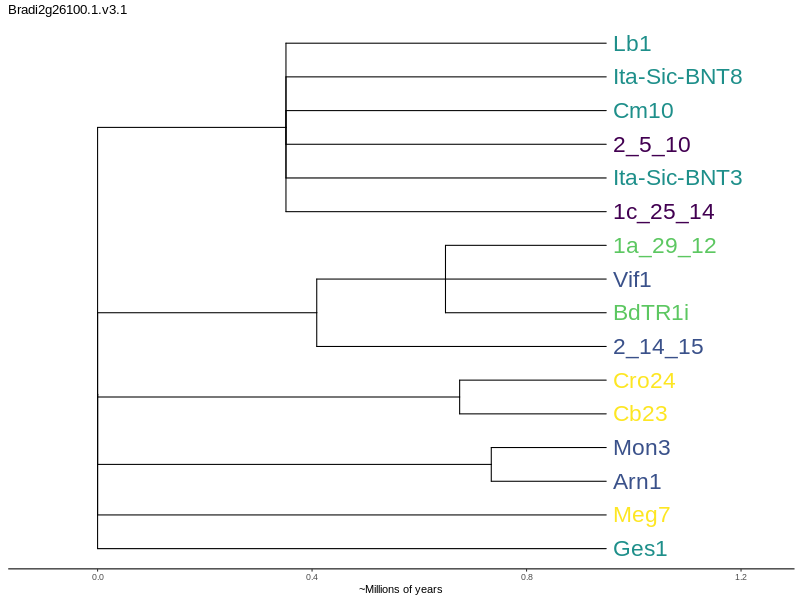 Bradi2g26100.1.v3.1
Lb1
Ita-Sic-BNT8
Cm10
2_5_10
Ita-Sic-BNT3
1c_25_14
1a_29_12
Vif1
BdTR1i
2_14_15
Cro24
Cb23
Mon3
Arn1
Meg7
Ges1
0.0 0.4 0.8 1.2
~Millions of years